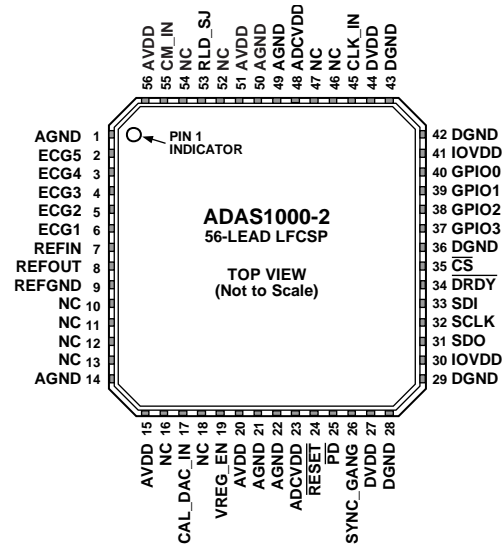 56 AVDD
55 CM_IN
54 NC
53 RLD_SJ
52 NC
51 AVDD
50 AGND
49 AGND
48 ADCVDD
47 NC
46 NC
45 CLK_IN
44 DVDD
43 DGND
AGND 1
ECG5 2
ECG4 3
ECG3 4
ECG2 5
ECG1 6
REFIN 7
REFOUT 8
REFGND 9
NC 10
NC 11
NC 12
NC 13
AGND 14
PIN 1
INDICATOR
ADAS1000-2
56-LEAD LFCSP
TOP VIEW
(Not to Scale)
42 DGND
41 IOVDD
40 GPIO0
39 GPIO1
38 GPIO2
37 GPIO3
36 DGND
35 CS
34 DRDY
33 SDI
32 SCLK
31 SDO
30 IOVDD
29 DGND
AVDD 15
NC 16
CAL_DAC_IN 17
NC 18
VREG_EN 19
AVDD 20
AGND 21
AGND 22
ADCVDD 23
RESET 24
PD 25
SYNC_GANG 26
DVDD 27
DGND 28